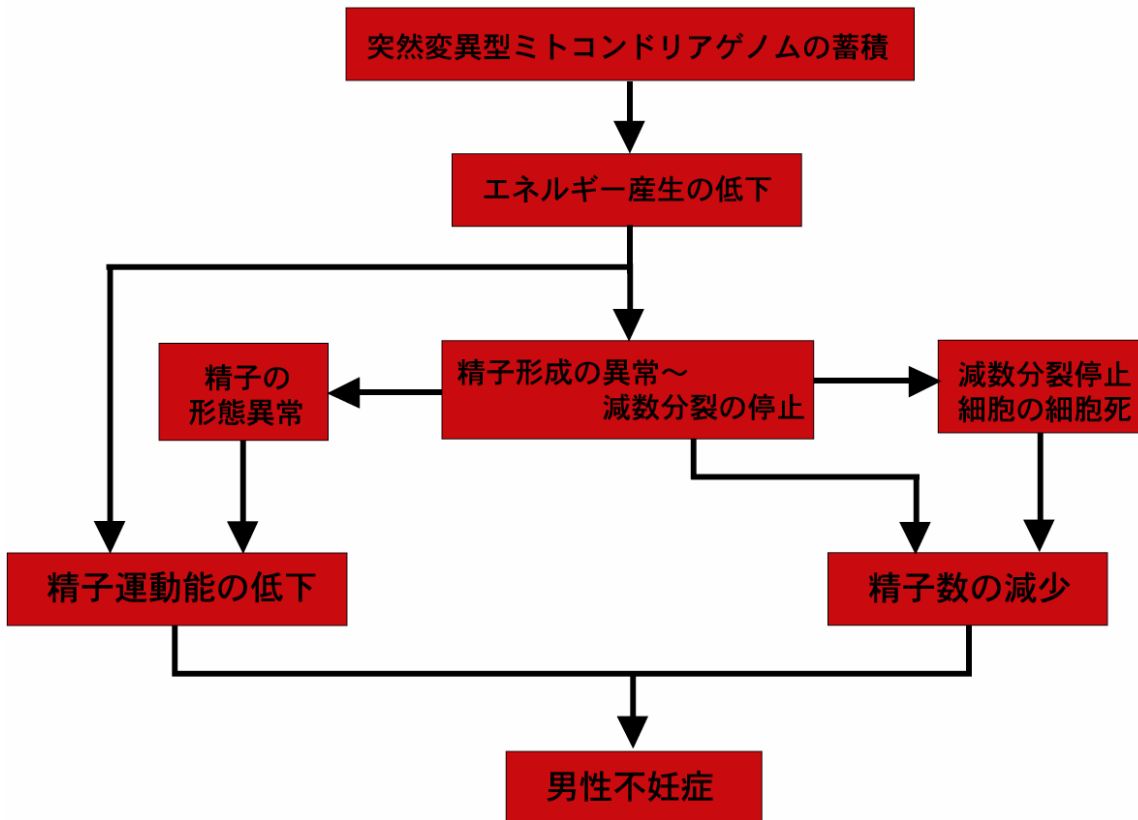 突然変異型ミトコンドリアゲノムの蓄積
エネルギー産生の低下
精子の
形態異常
精子形成の異常～
減数分裂の停止
減数分裂停止
細胞の細胞死
精子運動能の低下
精子数の減少
男性不妊症